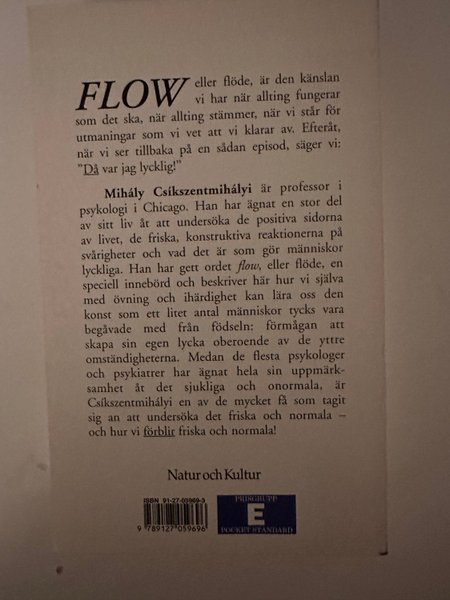 FLOW eller flöde, är den känslan
vi har när allting fungerar
som det ska, när allting stämmer, när vi står för
utmaningar som vi vet att vi klarar av. Efteråt,
när vi ser tillbaka på en sådan episod, säger vi:
"Då var jag lycklig!"
Mihály Csíkszentmihályi är professor i
psykologi i Chicago. Han har ägnat en stor del
av sitt liv åt att undersöka de positiva sidorna
av livet, de friska, konstruktiva reaktionerna på
svårigheter och vad det är som gör människor
lyckliga. Han har gett ordet flow, eller flöde, en
speciell innebörd och beskriver här hur vi själva
med övning och ihärdighet kan lära oss den
konst som ett litet antal människor tycks vara
begåvade med från födseln: förmågan att
skapa sin egen lycka oberoende av de yttre
omständigheterna. Medan de flesta psykologer
och psykiatrer har ägnat hela sin uppmärk-
samhet åt det sjukliga och onormala, är
Csíkszentmihályi en av de mycket få som tagit
sig an att undersöka det friska och normala –
och hur vi förblir friska och normala!
Natur och Kultur
ISBN 91-27-05969-3
9 789127 059696
PRISGRUPP
E
POCKET STANDARD